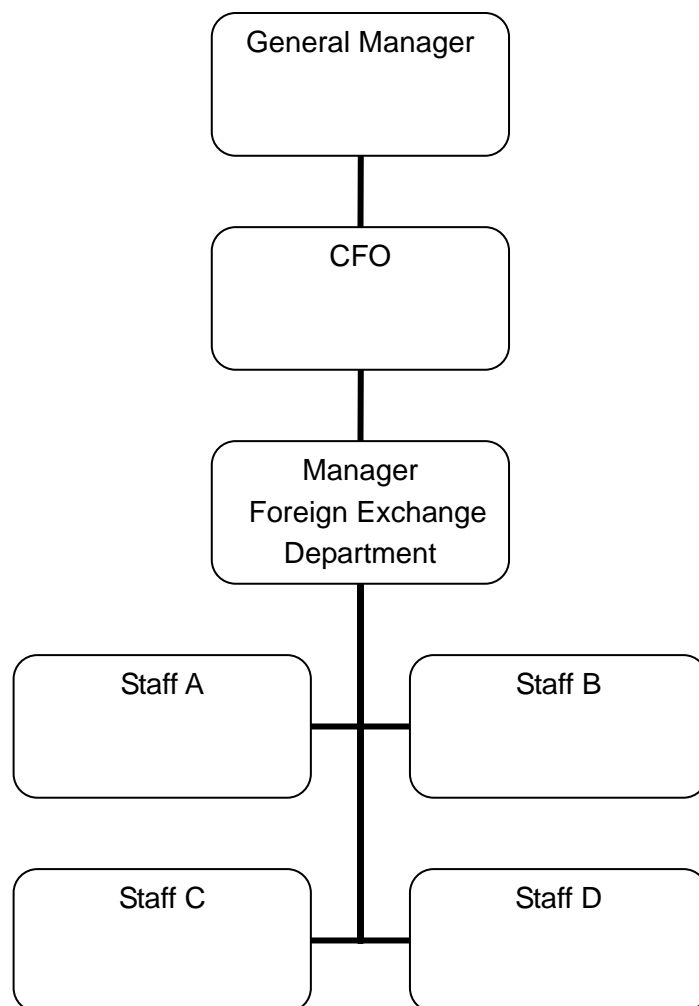 General Manager
CFO
Manager
Foreign Exchange
Department
Staff A
Staff B
Staff C
Staff D